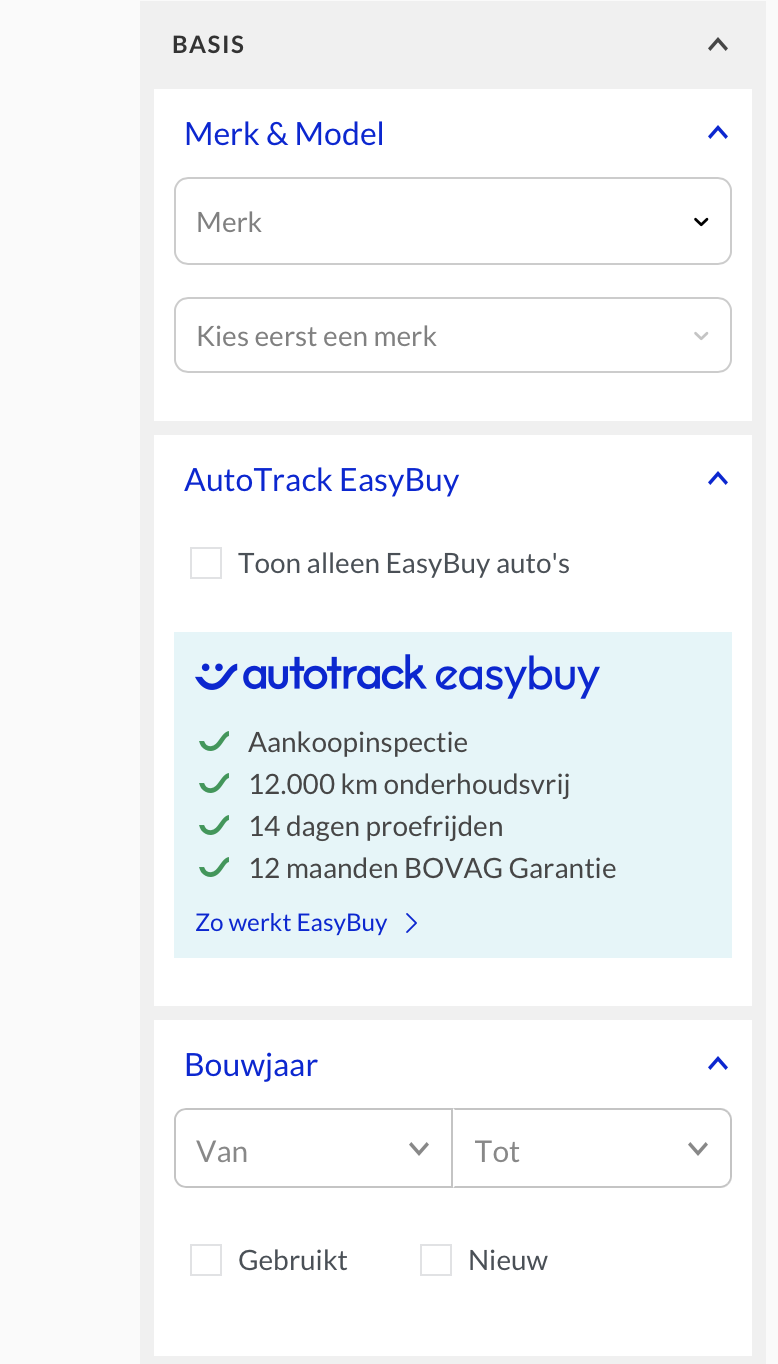 BASIS
Merk & Model
Merk
Kies eerst een merk
AutoTrack EasyBuy
Toon alleen EasyBuy auto's
autotrack easybuy
Aankoopinspectie
12.000 km onderhoudsvrij
14 dagen proefrijden
12 maanden BOVAG Garantie
Zo werkt EasyBuy
Bouwjaar
Van Tot
Gebruikt Nieuw